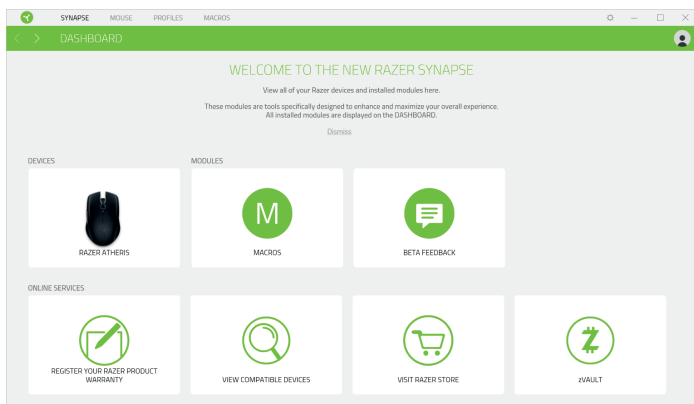 SYNAPSE MOUSE PROFILES MACROS
DASHBOARD
WELCOME TO THE NEW RAZER SYNAPSE
View all of your Razer devices and installed modules here.
These modules are tools specifically designed to enhance and maximize your overall experience.
All installed modules are displayed on the DASHBOARD.
Dismiss
DEVICES MODULES
M
RAZER ATHERIS MACROS BETA FEEDBACK
ONLINE SERVICES
REGISTER YOUR RAZER PRODUCT
WARRANTY VIEW COMPATIBLE DEVICES VISIT RAZER STORE zVAULT